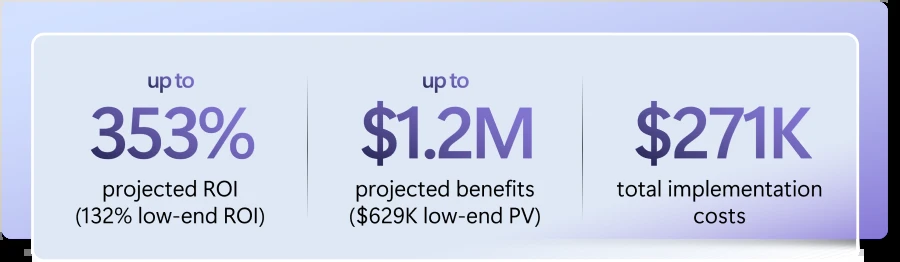 up to
353%
projected ROI
(132% low-end ROI)
up to
$1.2M
projected benefits
($629K low-end PV)
$271K
total implementation
costs